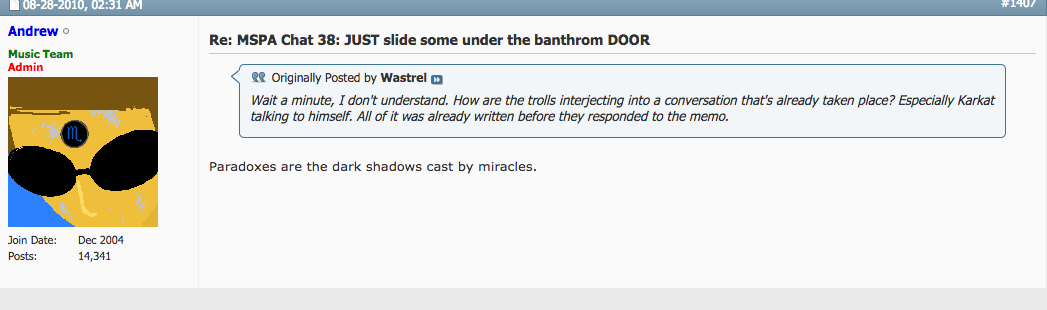 08-28-2010, 02:31 AM
#1407
Andrew
Music Team
Admin
♏
Join Date: Dec 2004
Posts: 14,341
Re: MSPA Chat 38: JUST slide some under the banthrom DOOR
Originally Posted by Wastrel
Wait a minute, I don't understand. How are the trolls interjecting into a conversation that's already taken place? Especially Karkat
talking to himself. All of it was already written before they responded to the memo.
Paradoxes are the dark shadows cast by miracles.